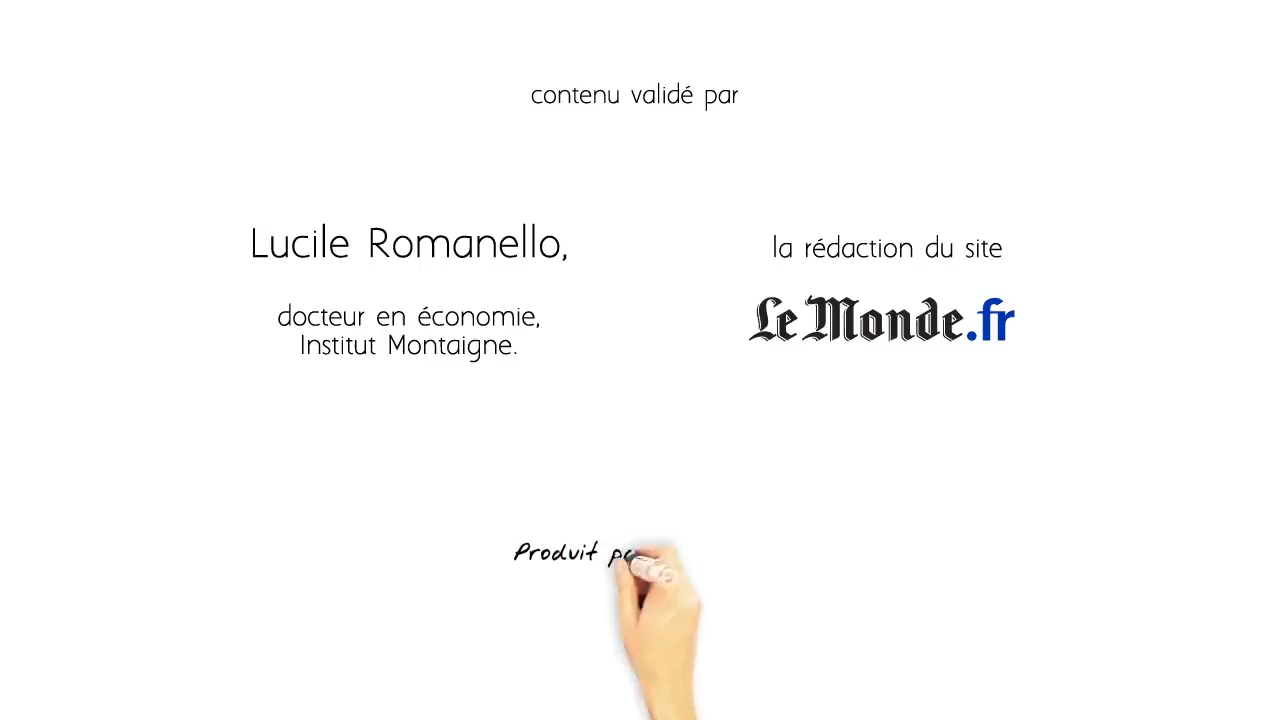 contenu validé par
Lucile Romanello,
docteur en économie,
Institut Montaigne.
la rédaction du site
Le Monde.fr
Produit